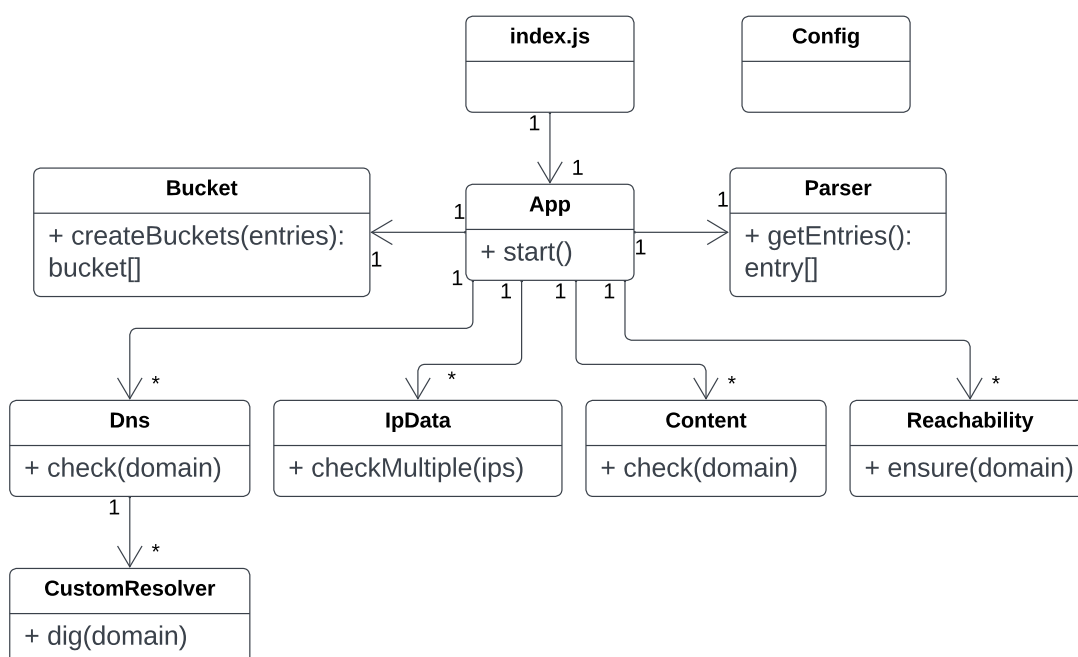 index.js
Config
1
1
Bucket
+ createBuckets(entries):
bucket[]
1
1
App
+ start()
1
1
Parser
+ getEntries():
entry[]
1
1
1
1
*
*
*
*
Dns
+ check(domain)
IpData
+ checkMultiple(ips)
Content
+ check(domain)
Reachability
+ ensure(domain)
1
*
CustomResolver
+ dig(domain)